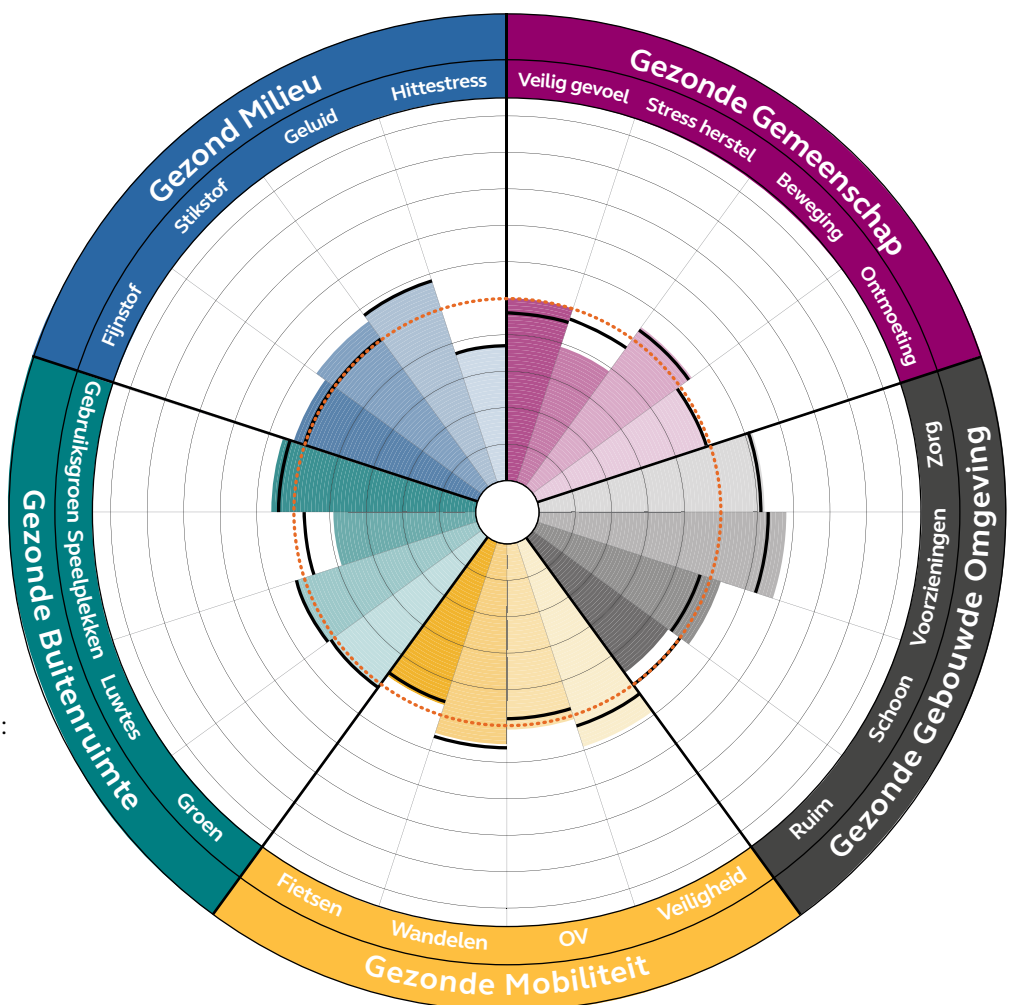 Gezond Milieu
Fijnstof
Stikstof
Geluid
Hittestress
Gezonde Gemeenschap
Veilig gevoel
Stress herstel
Beweging
Ontmoeting
Gezonde Gebouwde Omgeving
Zorg
Voorzieningen
Schoon
Ruim
Gezonde Mobiliteit
Veiligheid
OV
Wandelen
Fietsen
Gezonde Buitenruimte
Groen
Luwtes
Speelplekken
Gebruiksgroen
: